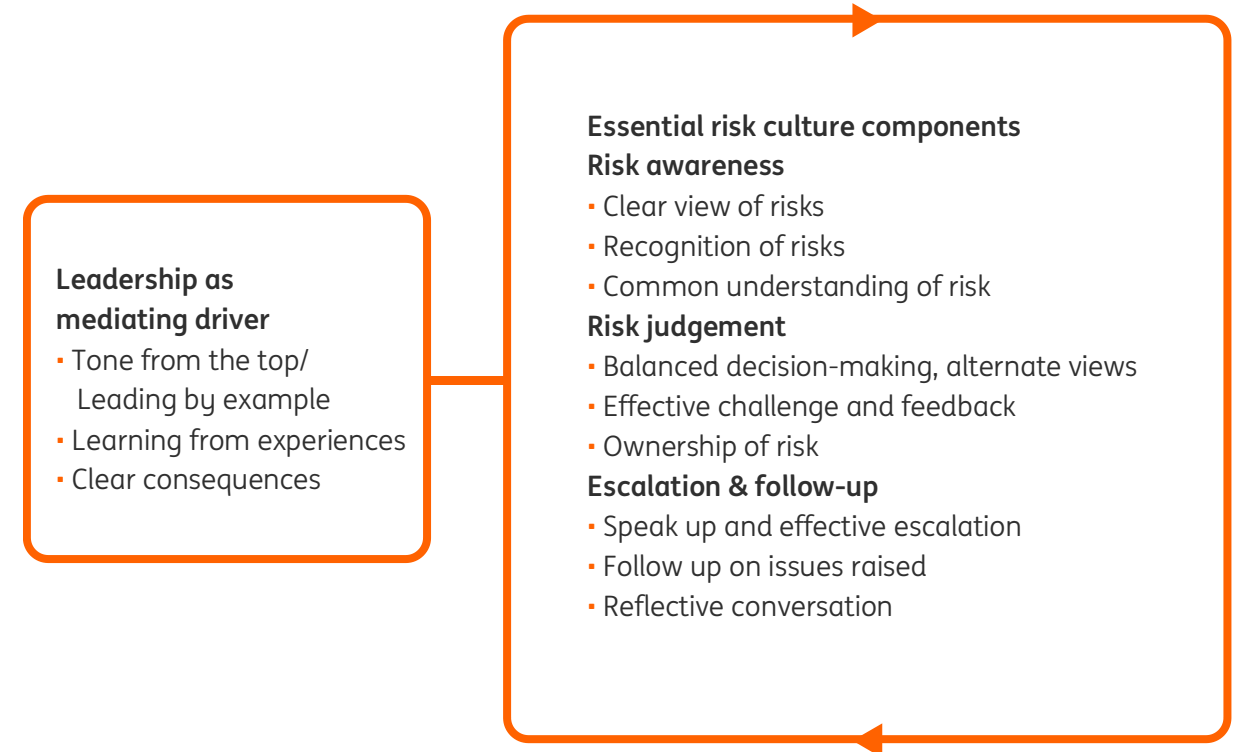 Leadership as
mediating driver
· Tone from the top/
Leading by example
· Learning from experiences
· Clear consequences
Essential risk culture components
Risk awareness
· Clear view of risks
· Recognition of risks
· Common understanding of risk
Risk judgement
· Balanced decision-making, alternate views
· Effective challenge and feedback
· Ownership of risk
Escalation & follow-up
· Speak up and effective escalation
· Follow up on issues raised
· Reflective conversation